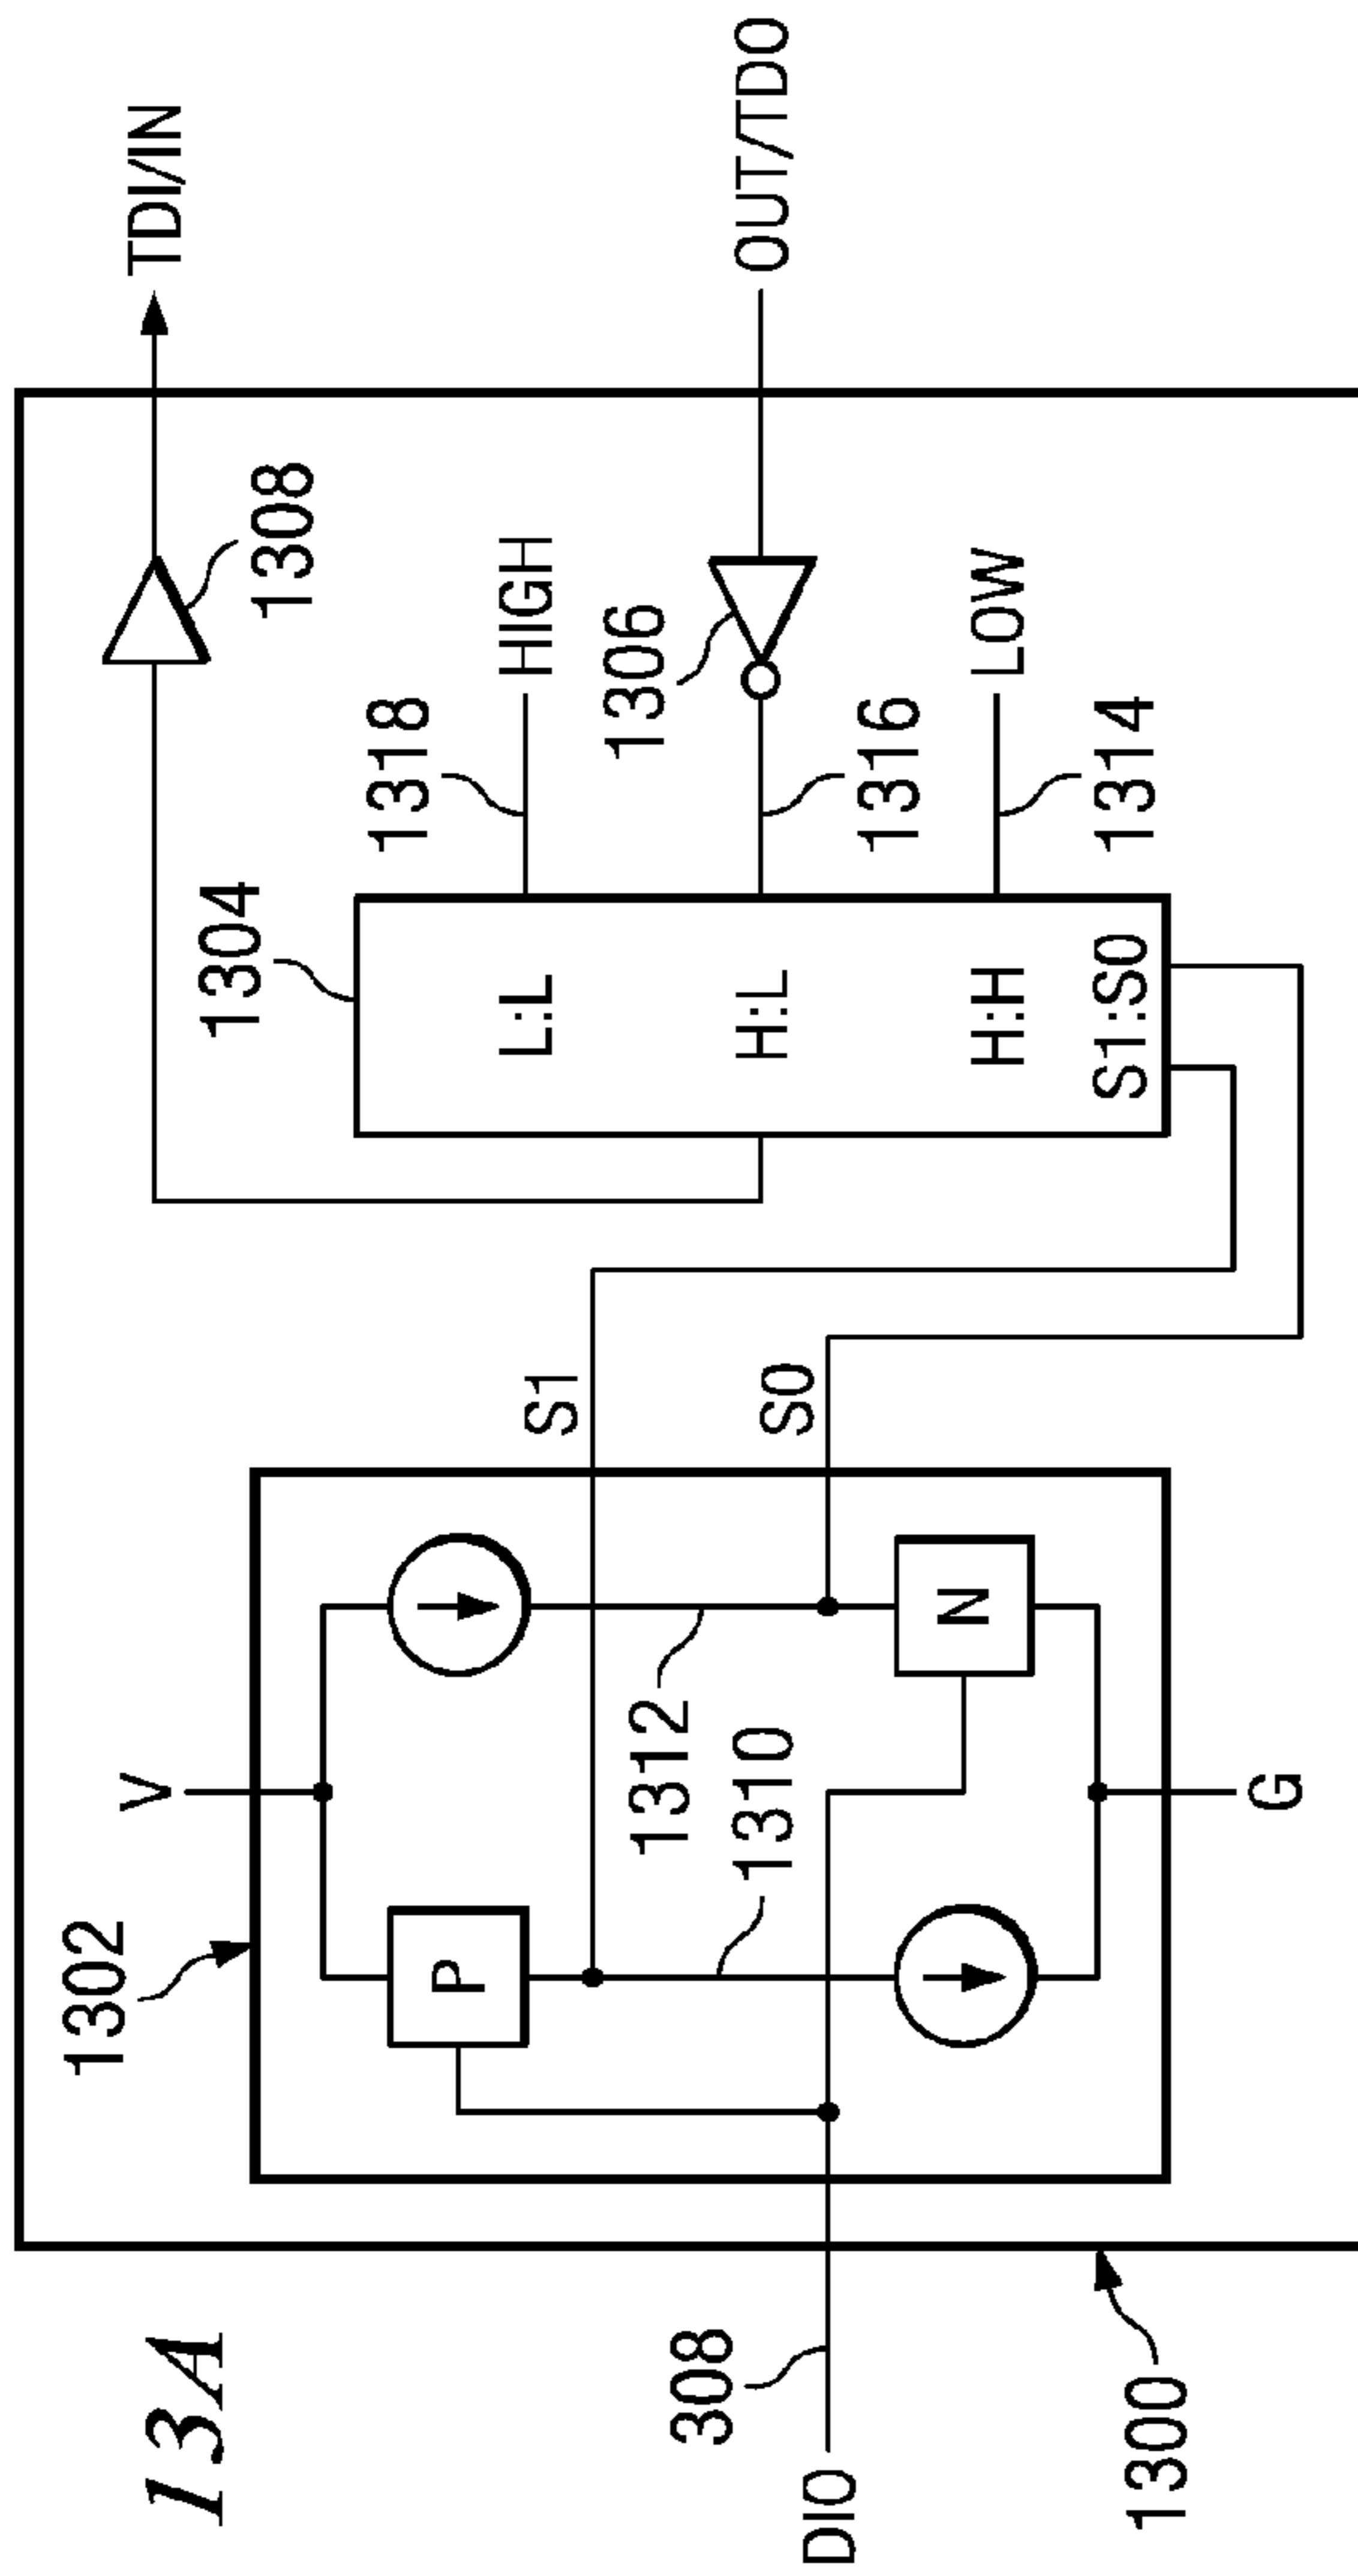 13A
TDI/IN
1308
V
1302
1304
1318
HIGH
L:L
S1
P
1306
OUT/TDO
H:L
1312
1310
S0
308
DIO
1316
N
LOW
H:H
1314
S1:S0
G
1300